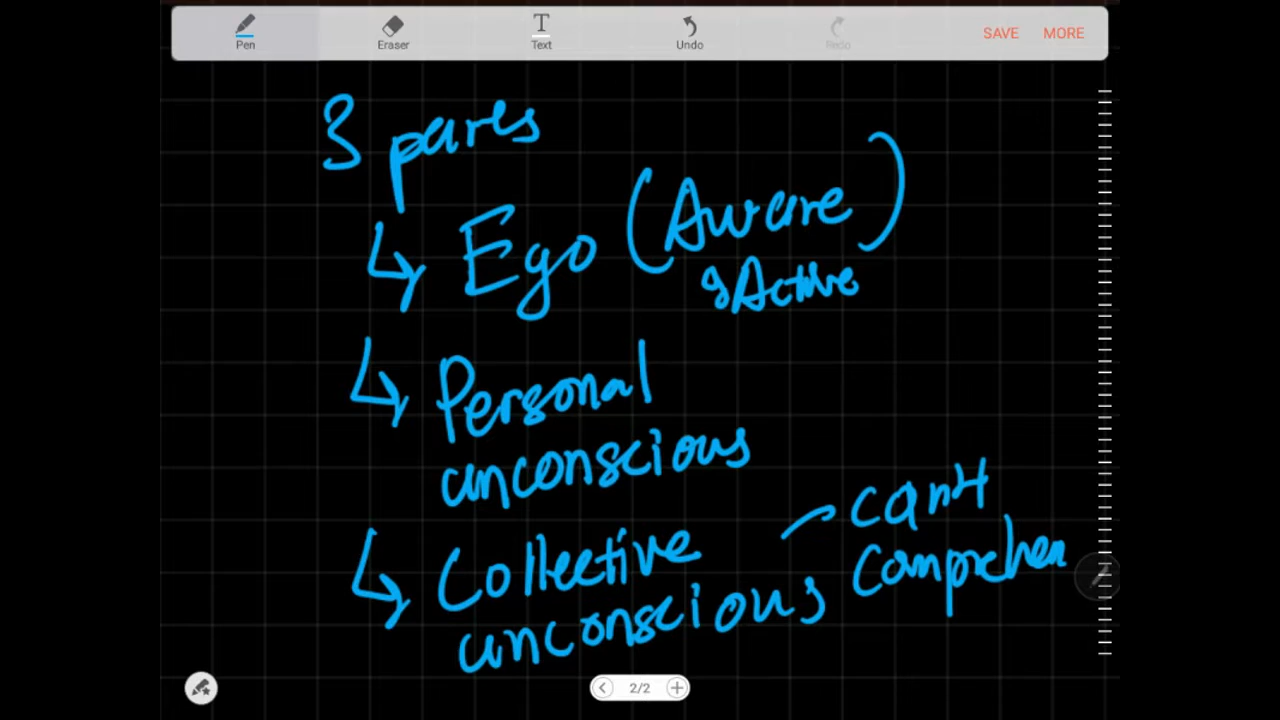 Pen Eraser Text Undo Redo SAVE MORE
3 parts
↳ Ego (Aware)
& Active
↳ Personal
unconscious
↳ Collective
unconscious
can't
Comprehen
2/2